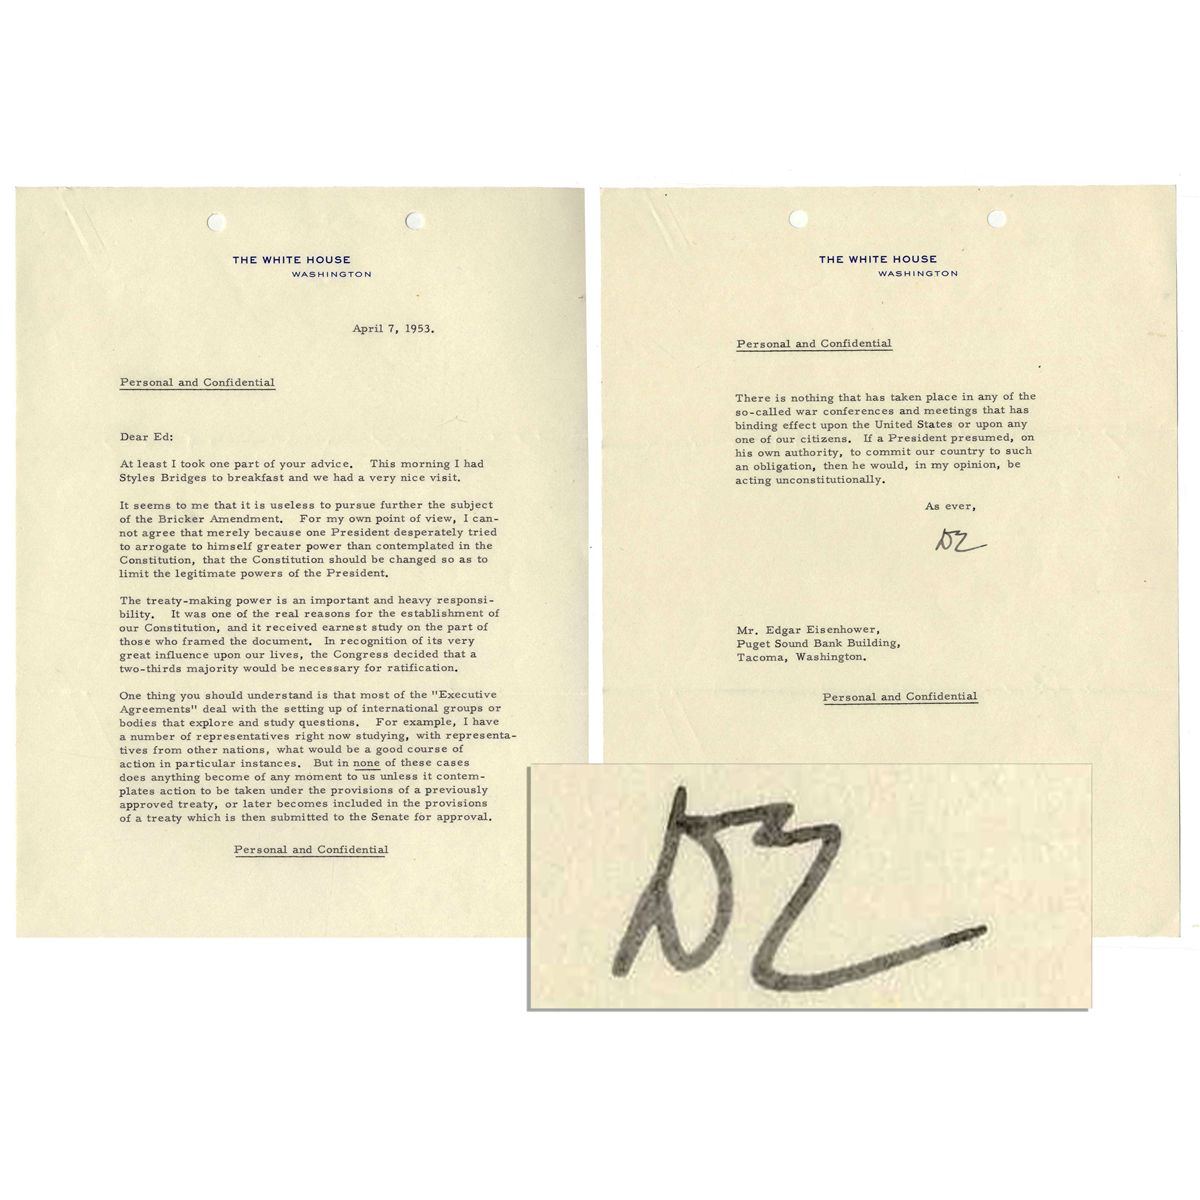 THE WHITE HOUSE
WASHINGTON
April 7, 1953.
Personal and Confidential
Dear Ed:
At least I took one part of your advice. This morning I had
Styles Bridges to breakfast and we had a very nice visit.
It seems to me that it is useless to pursue further the subject
of the Bricker Amendment. For my own point of view, I can-
not agree that merely because one President desperately tried
to arrogate to himself greater power than contemplated in the
Constitution, that the Constitution should be changed so as to
limit the legitimate powers of the President.
The treaty-making power is an important and heavy responsi-
bility. It was one of the real reasons for the establishment of
our Constitution, and it received earnest study on the part of
those who framed the document. In recognition of its very
great influence upon our lives, the Congress decided that a
two-thirds majority would be necessary for ratification.
One thing you should understand is that most of the "Executive
Agreements" deal with the setting up of international groups or
bodies that explore and study questions. For example, I have
a number of representatives right now studying, with representa-
tives from other nations, what would be a good course of
action in particular instances. But in none of these cases
does anything become of any moment to us unless it contem-
plates action to be taken under the provisions of a previously
approved treaty, or later becomes included in the provisions
of a treaty which is then submitted to the Senate for approval.
Personal and Confidential
THE WHITE HOUSE
WASHINGTON
Personal and Confidential
There is nothing that has taken place in any of the
so-called war conferences and meetings that has
binding effect upon the United States or upon any
one of our citizens. If a President presumed, on
his own authority, to commit our country to such
an obligation, then he would, in my opinion, be
acting unconstitutionally.
As ever,
DE
Mr. Edgar Eisenhower,
Puget Sound Bank Building,
Tacoma, Washington.
Personal and Confidential
DE